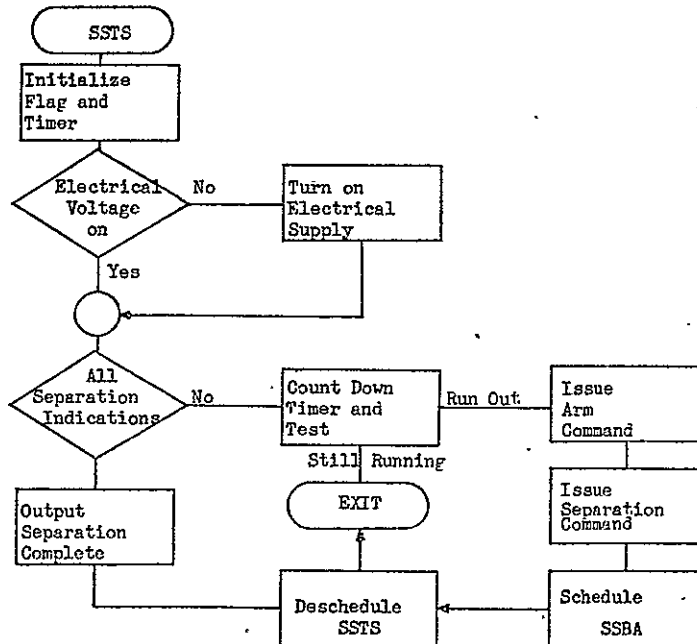 SSTS
Initialize
Flag and
Timer
Electrical
Voltage
on
No
Turn on
Electrical
Supply
Yes
All
Separation
Indications
No
Count Down
Timer and
Test
Run Out
Issue
Arm
Command
Still Running
EXIT
Issue
Separation
Command
Output
Separation
Complete
Deschedule
SSTS
Schedule
SSBA